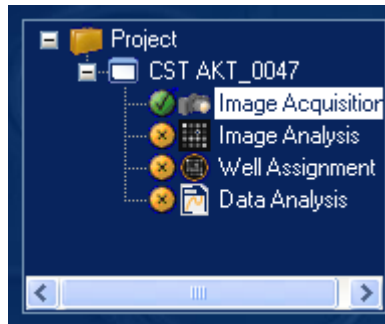 Project
CST AKT_0047
Image Acquisition
Image Analysis
Well Assignment
Data Analysis